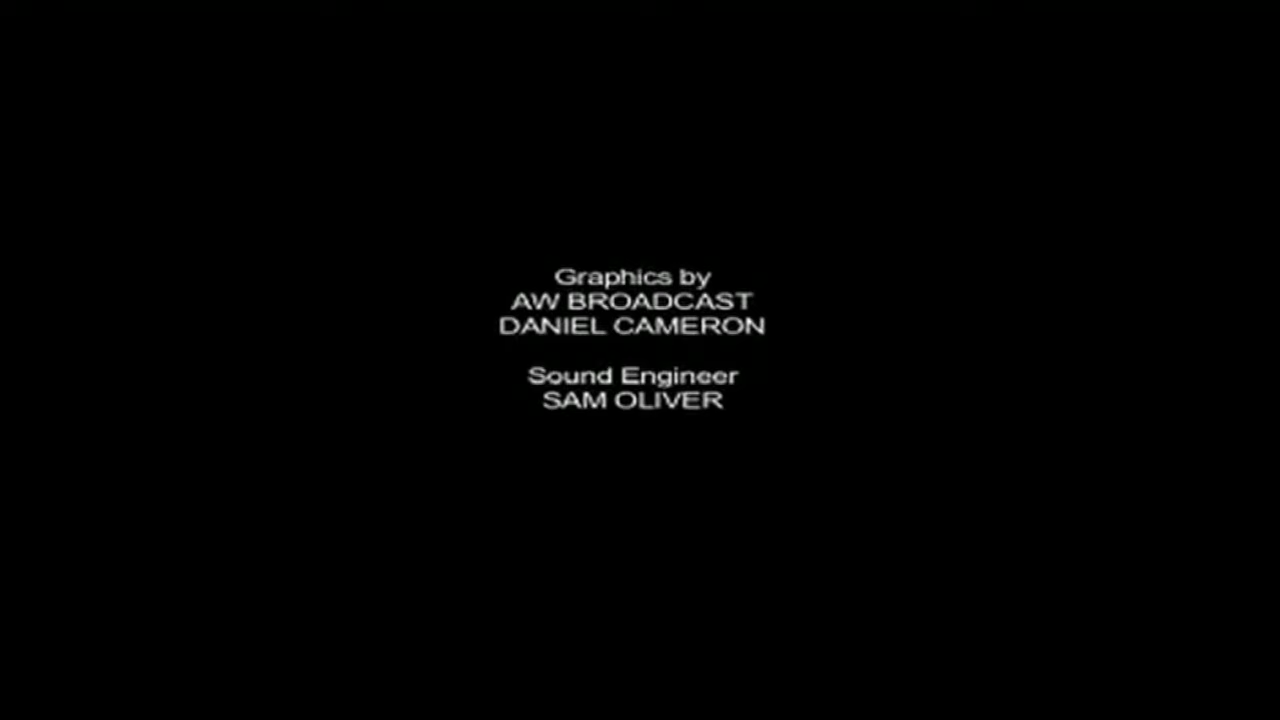 Graphics by
AW BROADCAST
DANIEL CAMERON
Sound Engineer
SAM OLIVER